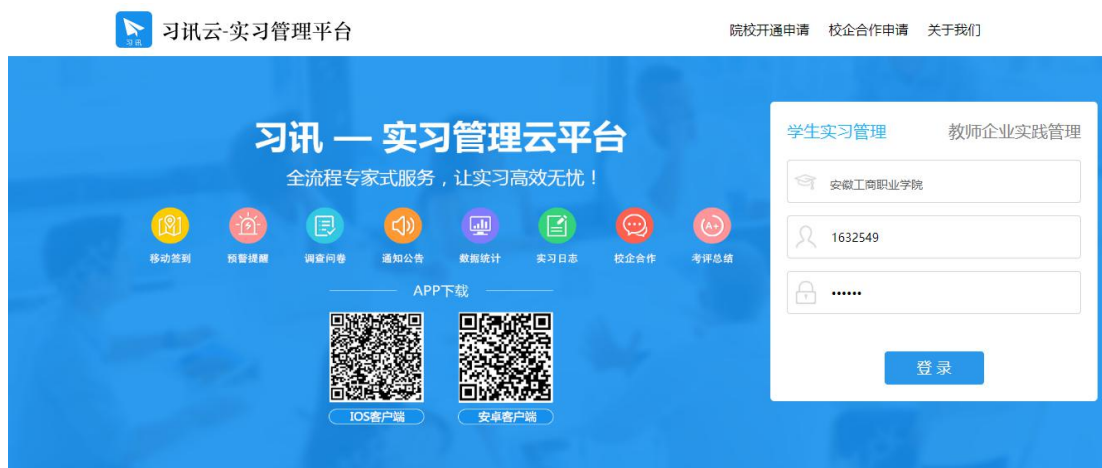 习讯
习讯云-实习管理平台
院校开通申请 校企合作申请 关于我们
习讯 — 实习管理云平台
全流程专家式服务，让实习高效无忧！
移动签到 预警提醒 调查问卷 通知公告 数据统计 实习日志 校企合作 考评总结
A+
APP下载
IOS客户端 安卓客户端
学生实习管理 教师企业实践管理
安徽工商职业学院
1632549
••••••
登 录